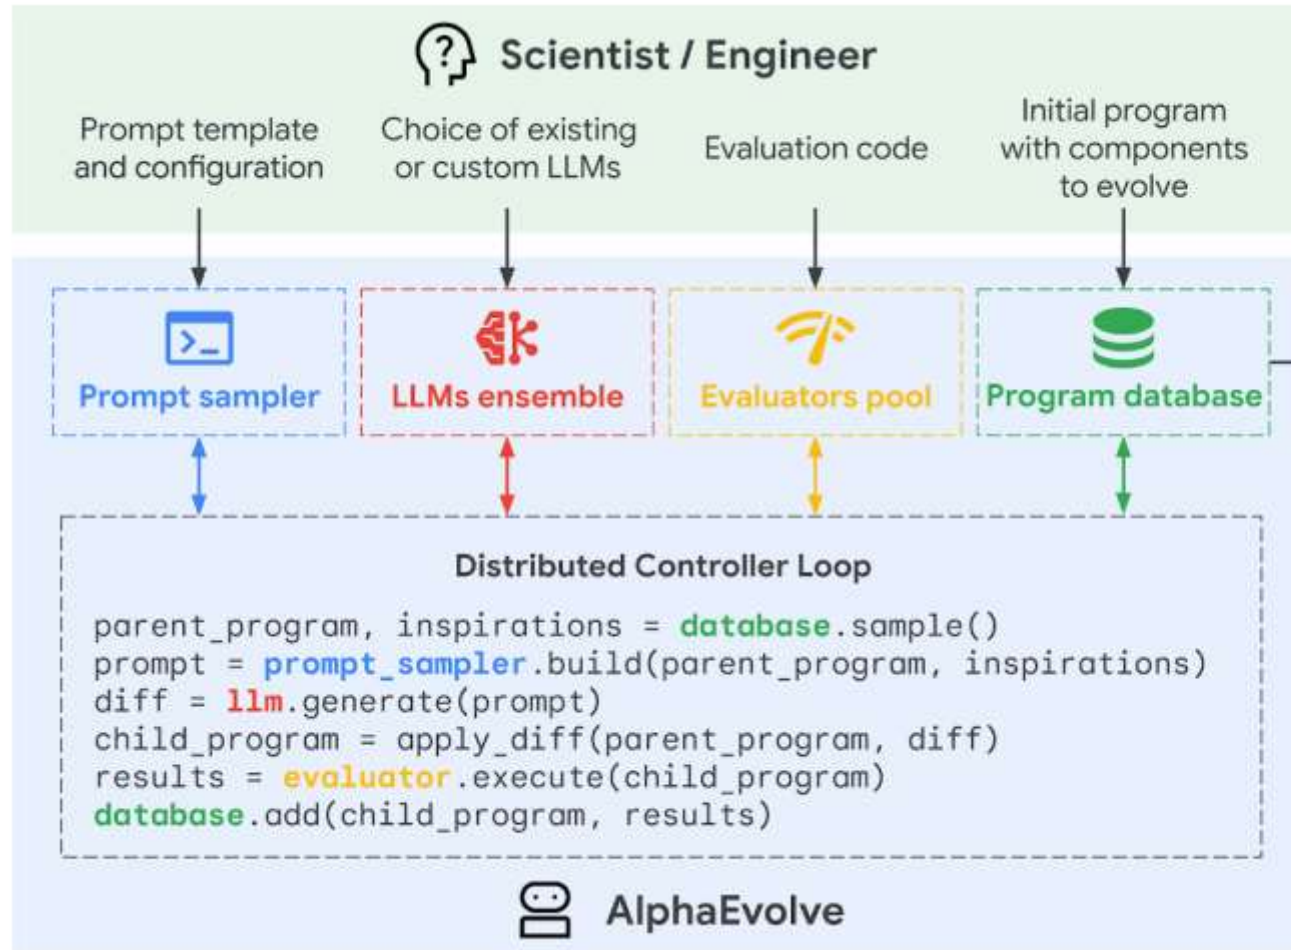 Scientist / Engineer
Prompt template
and configuration
Choice of existing
or custom LLMs
Evaluation code
Initial program
with components
to evolve
Prompt sampler
LLMs ensemble
Evaluators pool
Program database
Distributed Controller Loop
parent_program, inspirations = database.sample()
prompt = prompt_sampler.build(parent_program, inspirations)
diff = llm.generate(prompt)
child_program = apply_diff(parent_program, diff)
results = evaluator.execute(child_program)
database.add(child_program, results)
AlphaEvolve